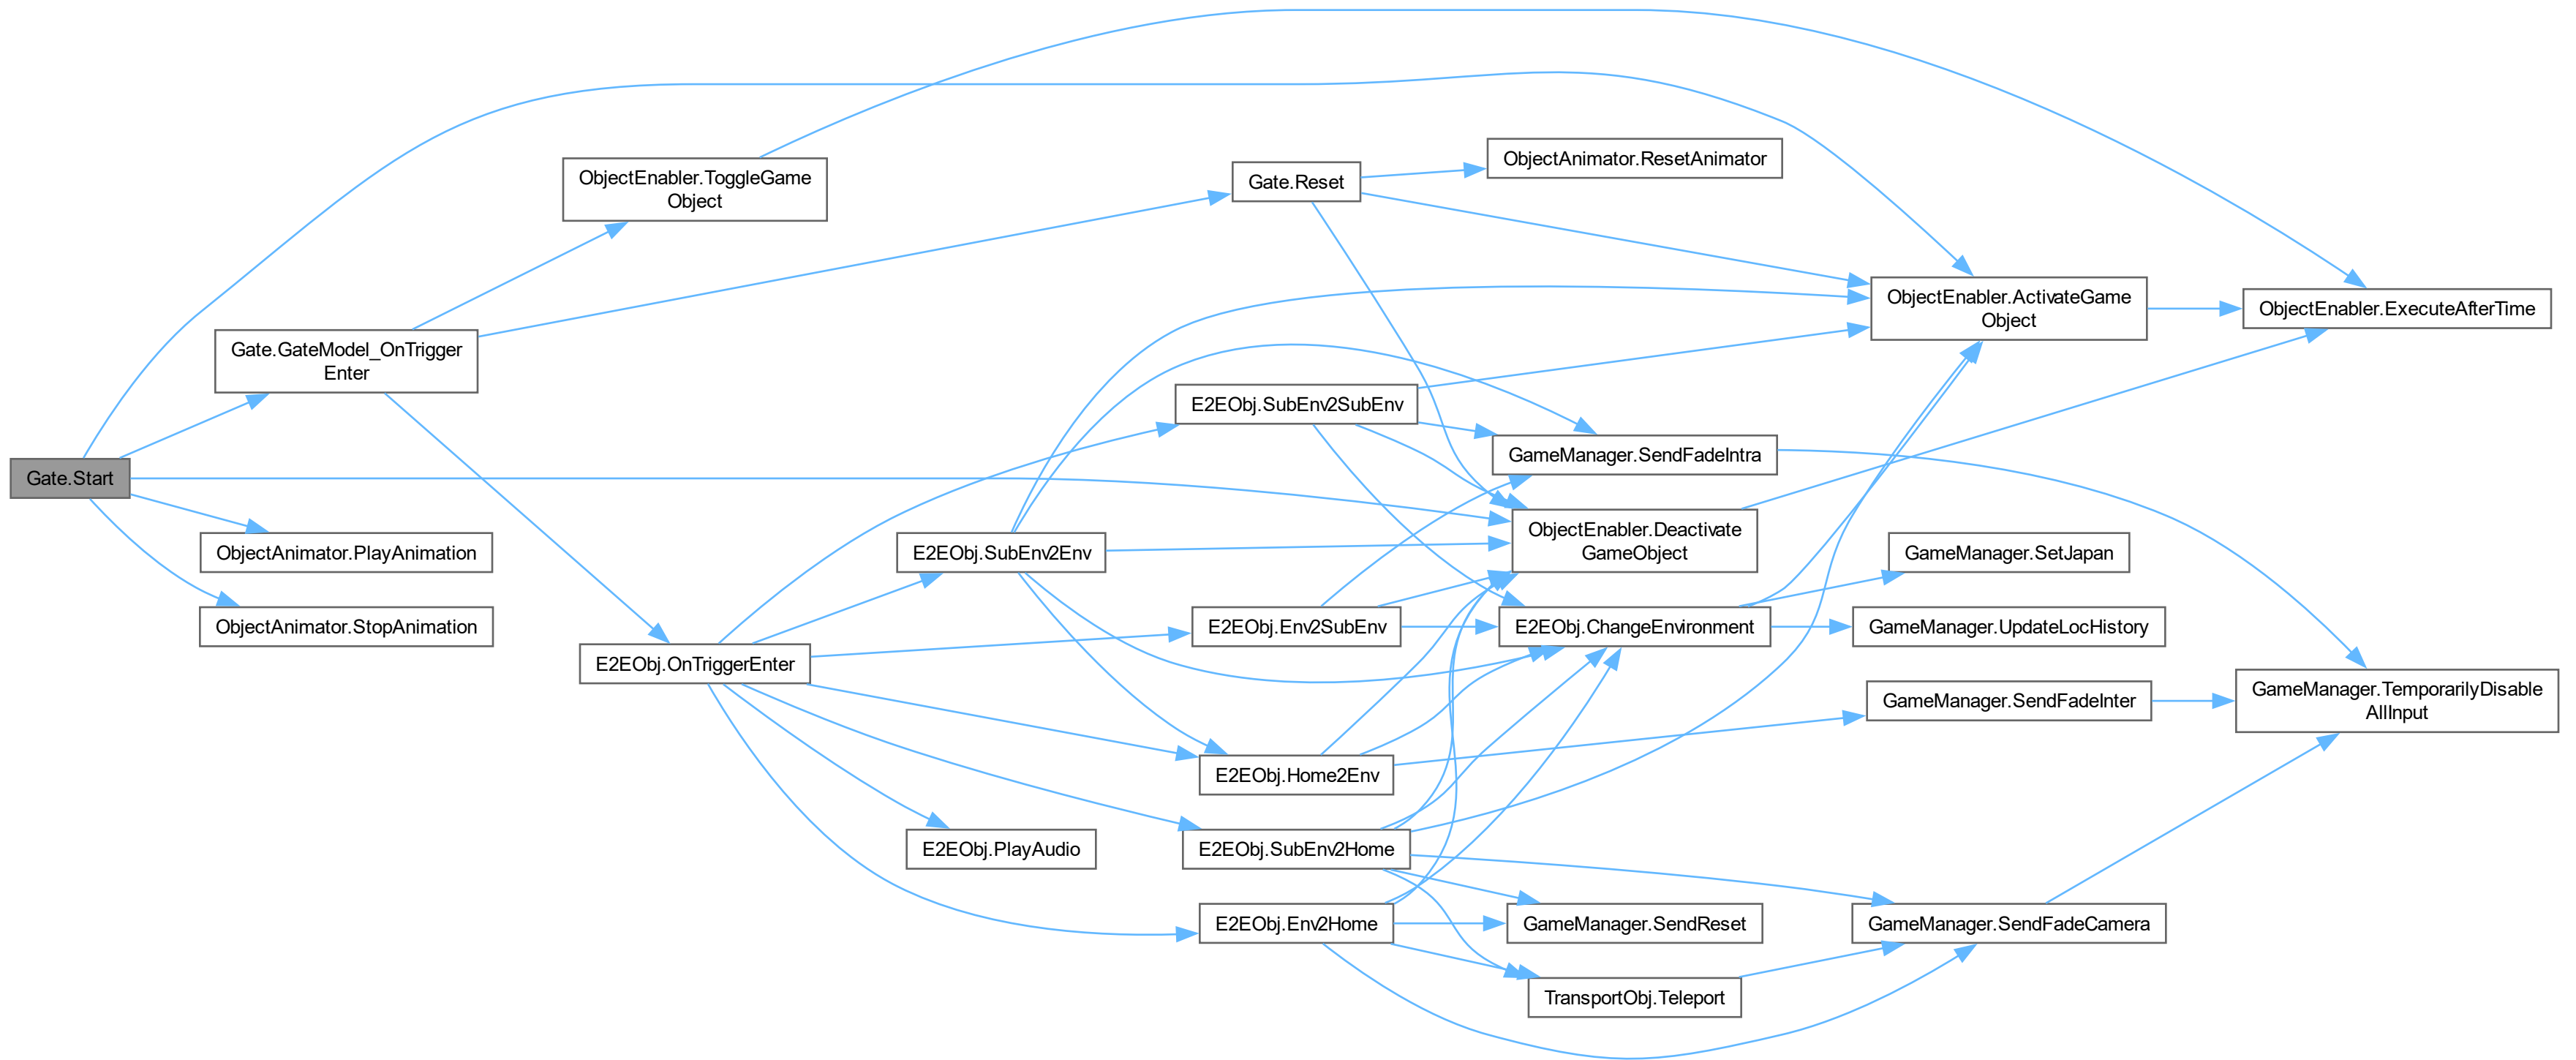 Gate.Start
Gate.GateModel_OnTrigger
Enter
ObjectAnimator.PlayAnimation
ObjectAnimator.StopAnimation
ObjectEnabler.ToggleGame
Object
E2EObj.OnTriggerEnter
E2EObj.SubEnv2Env
E2EObj.PlayAudio
Gate.Reset
E2EObj.SubEnv2SubEnv
E2EObj.Env2SubEnv
E2EObj.Home2Env
E2EObj.SubEnv2Home
E2EObj.Env2Home
ObjectAnimator.ResetAnimator
GameManager.SendFadeIntra
ObjectEnabler.Deactivate
GameObject
E2EObj.ChangeEnvironment
GameManager.SendReset
TransportObj.Teleport
ObjectEnabler.ActivateGame
Object
GameManager.SetJapan
GameManager.UpdateLocHistory
GameManager.SendFadeInter
GameManager.SendFadeCamera
ObjectEnabler.ExecuteAfterTime
GameManager.TemporarilyDisable
AllInput